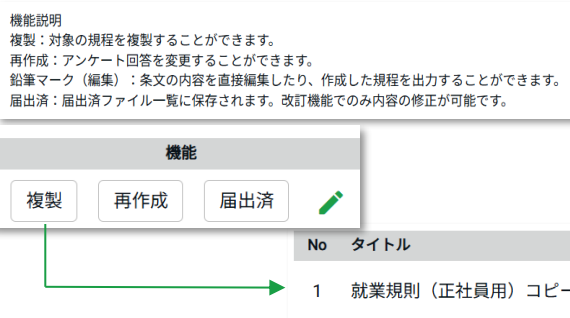 機能説明
複製：対象の規程を複製することができます。
再作成：アンケート回答を変更することができます。
鉛筆マーク（編集）：条文の内容を直接編集したり、作成した規程を出力することができます。
届出済：届出済ファイル一覧に保存されます。改訂機能でのみ内容の修正が可能です。
機能
複製 再作成 届出済
No タイトル
1 就業規則（正社員用）コピー